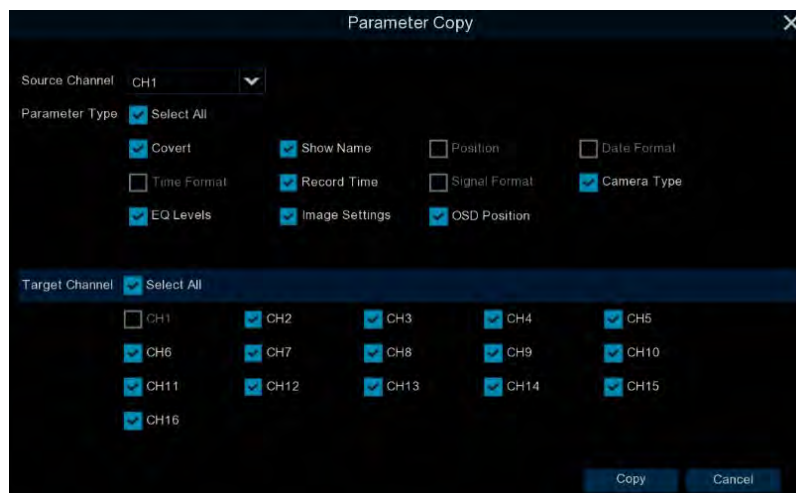 Parameter Copy
Source Channel CH1
Parameter Type Select All
Covert Show Name Position Date Format
Time Format Record Time Signal Format Camera Type
EQ Levels Image Settings OSD Position
Target Channel Select All
CH1 CH2 CH3 CH4 CH5
CH6 CH7 CH8 CH9 CH10
CH11 CH12 CH13 CH14 CH15
CH16
Copy Cancel